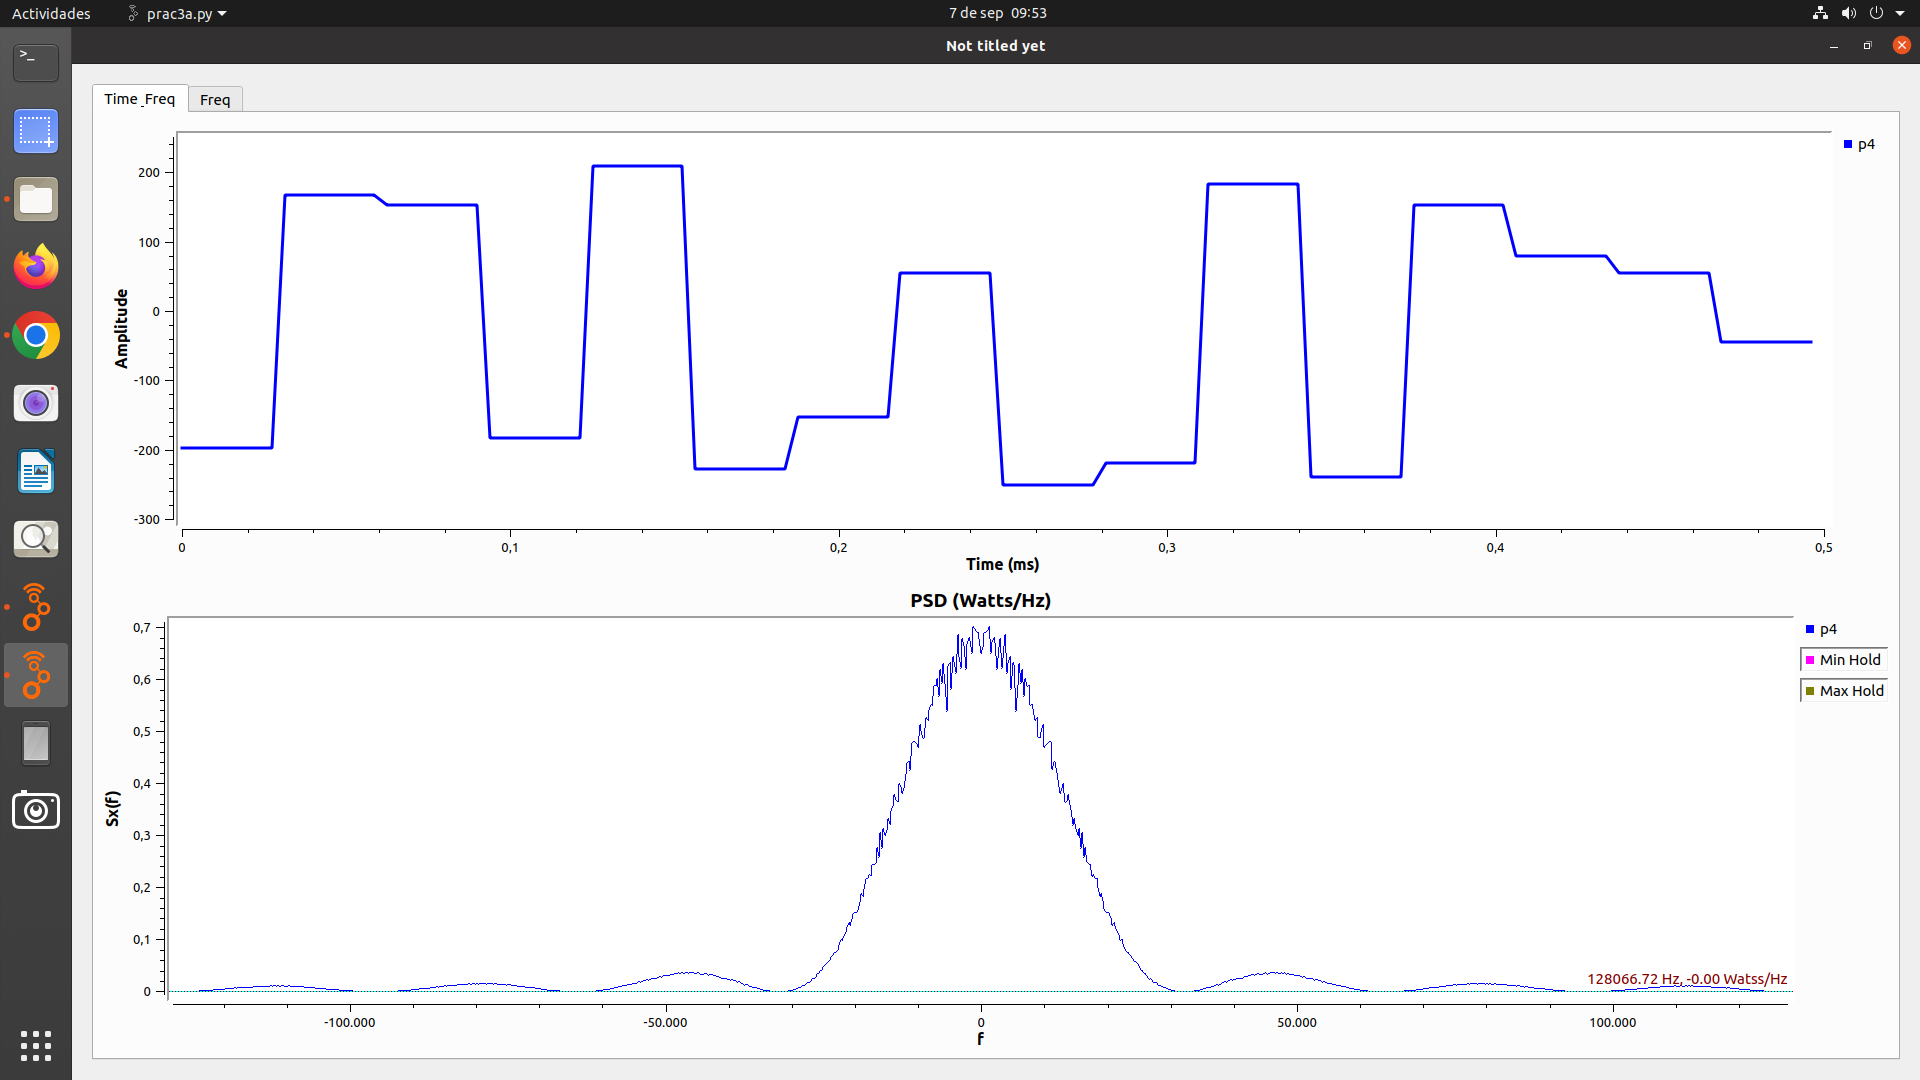 Actividades prac3a.py 7 de sep 09:53
Not titled yet
Time_Freq Freq
p4
200
100
0
-100
-200
-300
Amplitude
0 0,1 0,2 0,3 0,4 0,5
Time (ms)
PSD (Watts/Hz)
p4
Min Hold
Max Hold
0,7
0,6
0,5
0,4
0,3
0,2
0,1
0
Sx(f)
128066.72 Hz, -0.00 Watss/Hz
-100.000 -50.000 0 50.000 100.000
f